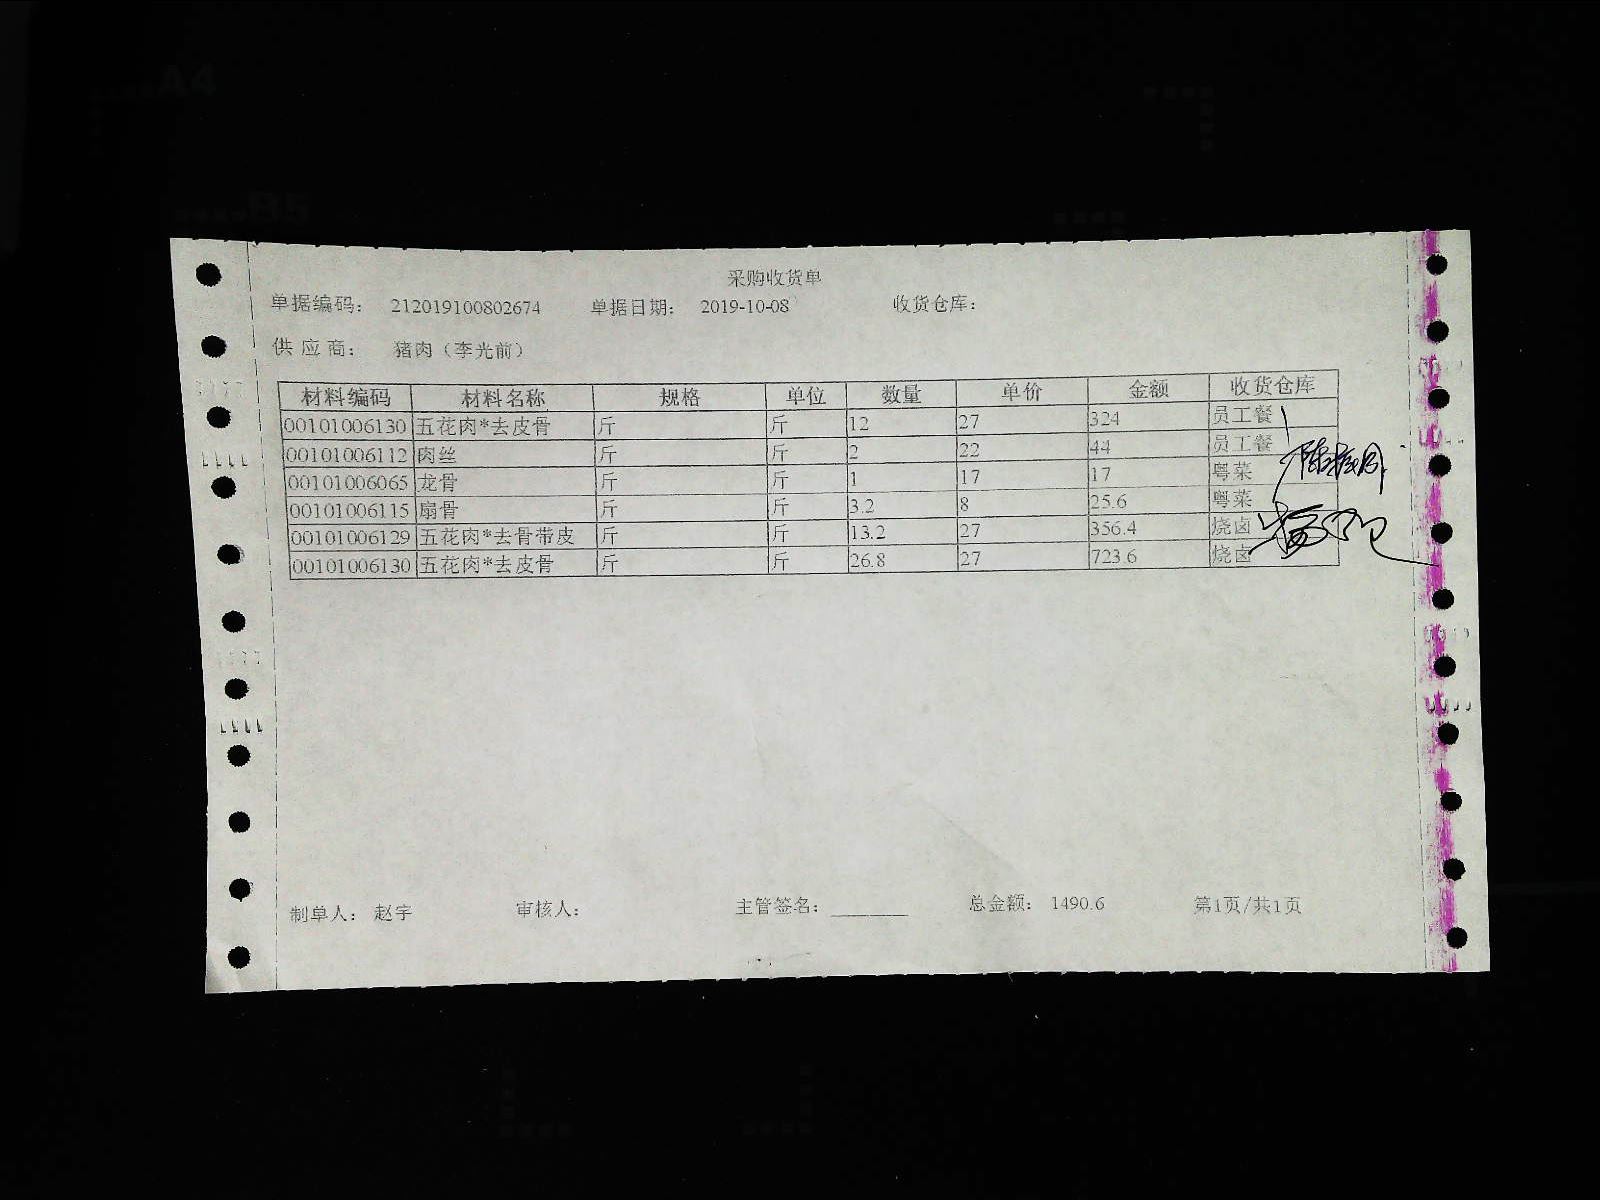 A4
B5
采购收货单
单据编码： 212019100802674 单据日期： 2019-10-08 收货仓库：
供应商： 猪肉（李光前）
材料编码 材料名称 规格 单位 数量 单价 金额 收货仓库
00101006130 五花肉*去皮骨 斤 斤 12 27 324 员工餐
00101006112 肉丝 斤 斤 2 22 44 员工餐
00101006065 龙骨 斤 斤 1 17 17 粤菜
00101006115 扇骨 斤 斤 3.2 8 25.6 粤菜
00101006129 五花肉*去骨带皮 斤 斤 13.2 27 356.4 烧卤
00101006130 五花肉*去皮骨 斤 斤 26.8 27 723.6 烧卤
制单人： 赵宇 审核人： 主管签名： 总金额： 1490.6 第1页/共1页